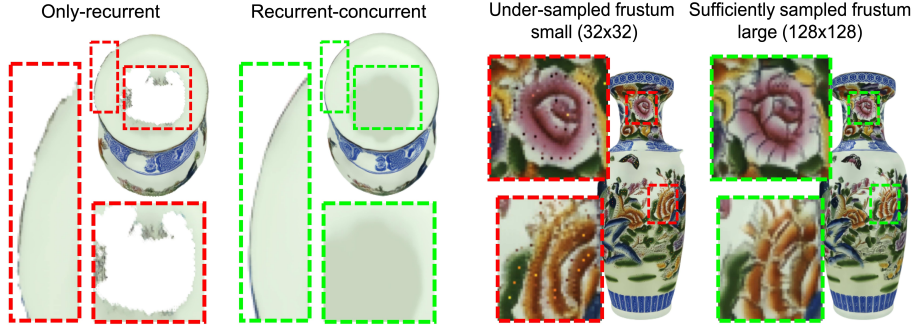 Only-recurrent
Recurrent-concurrent
Under-sampled frustum
small (32x32)
Sufficiently sampled frustum
large (128x128)